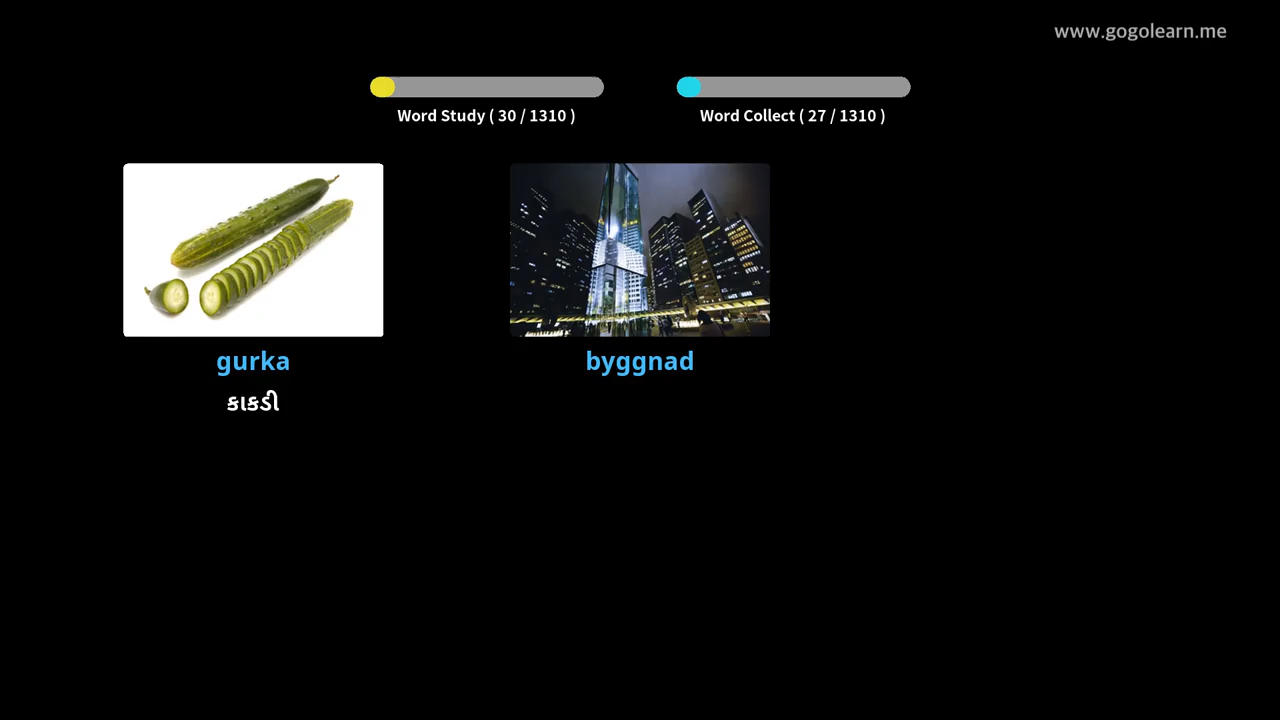 www.gogolearn.me
Word Study ( 30 / 1310 )
Word Collect ( 27 / 1310 )
gurka
byggnad
કાકડી